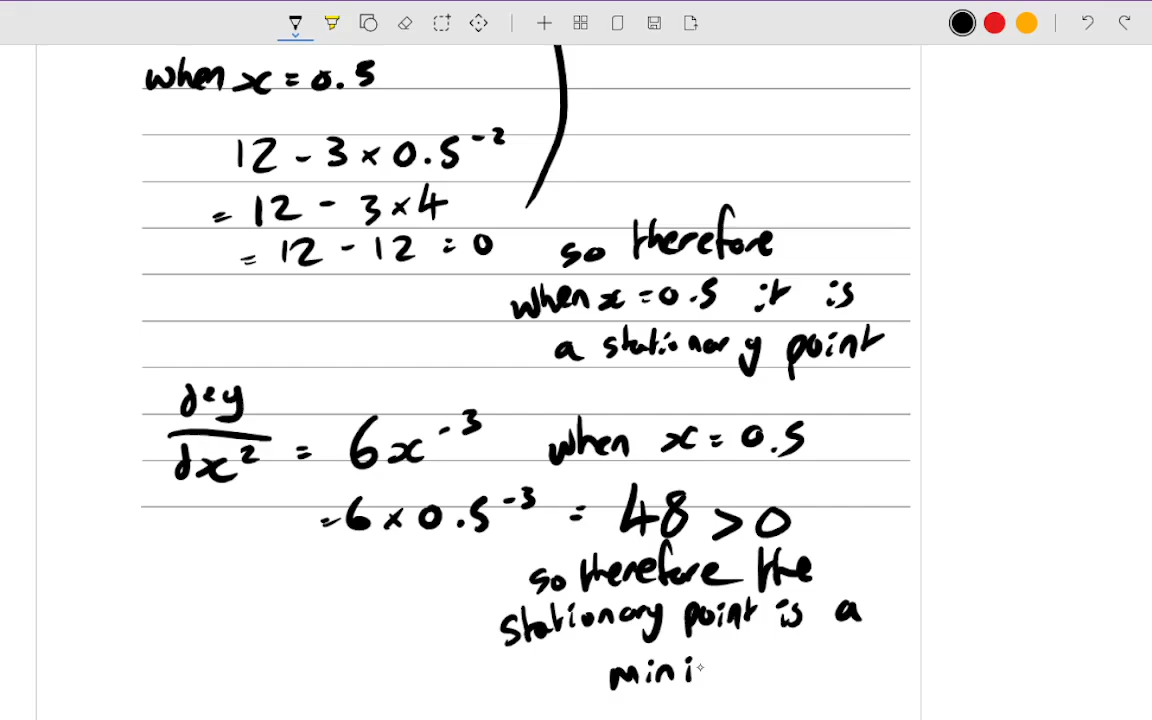 when x = 0.5
12 - 3 × 0.5⁻²
= 12 - 3 × 4
= 12 - 12 = 0
so therefore
when x = 0.5 it is
a stationary point
d²y
dx² = 6x⁻³ when x = 0.5
= 6 × 0.5⁻³ = 48 > 0
so therefore the
stationary point is a
mini